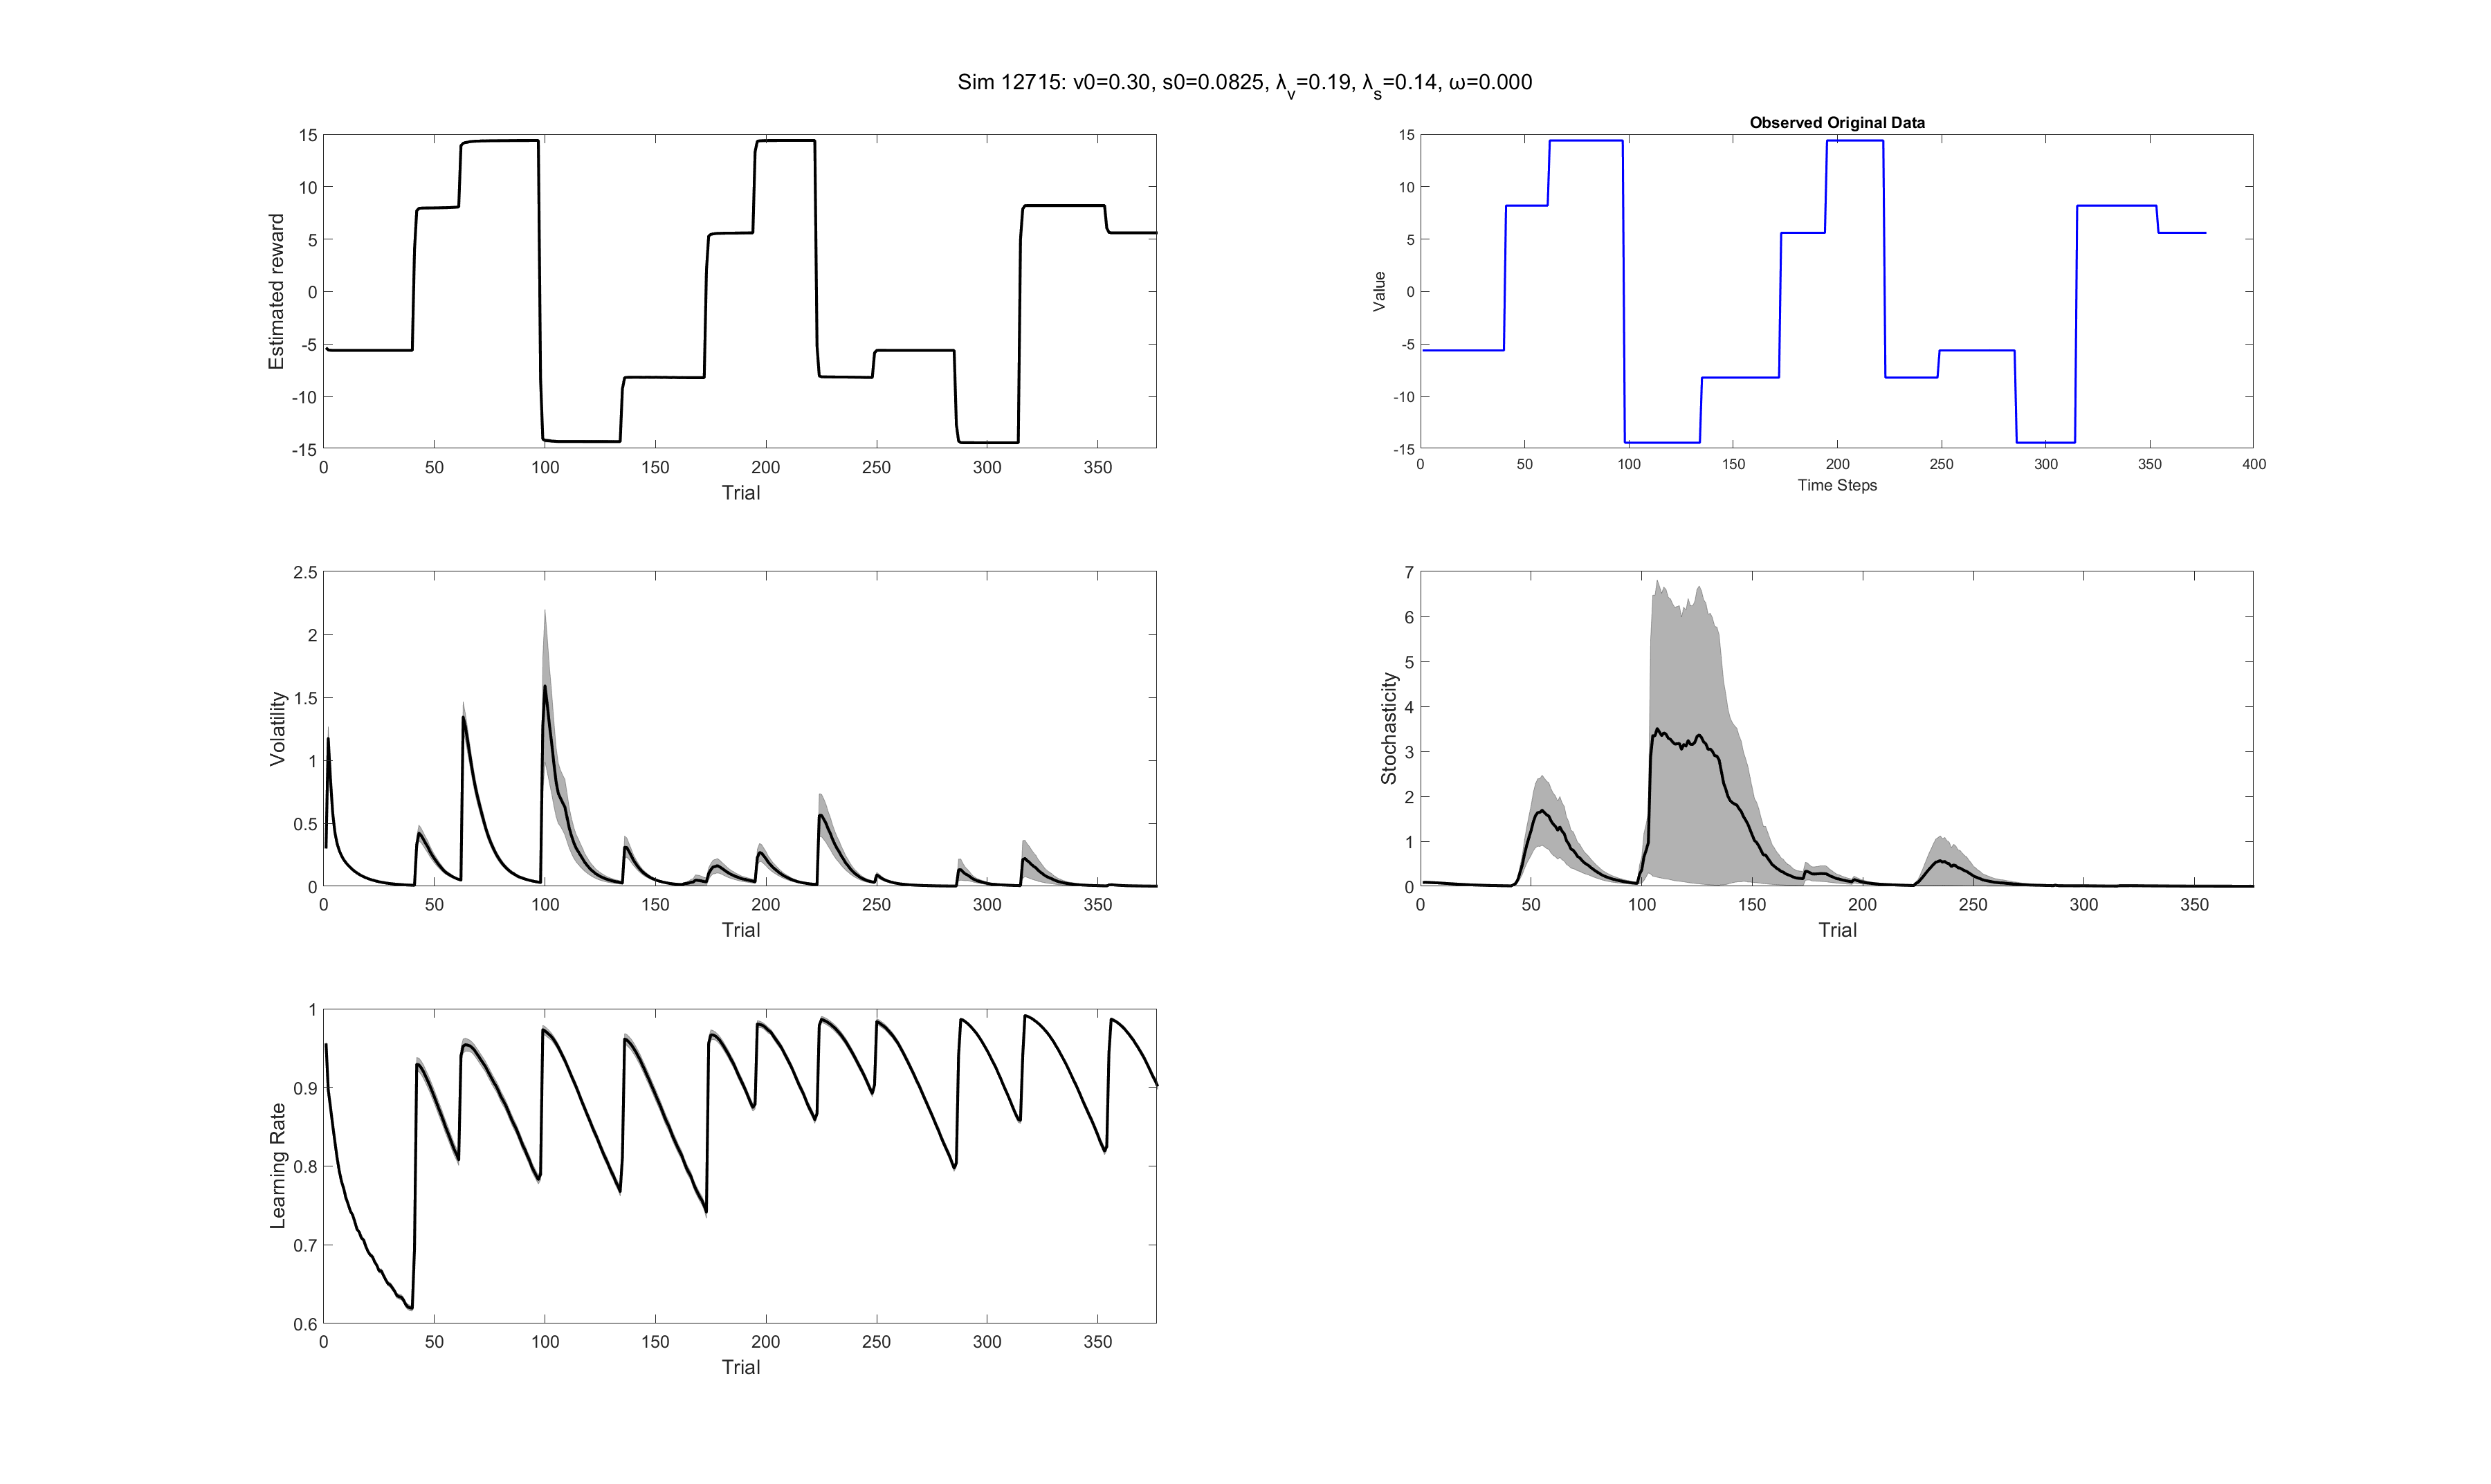 Sim 12715: v0=0.30, s0=0.0825, λv=0.19, λs=0.14, ω=0.000
15
10
5
0
-5
-10
-15
Estimated reward
0 50 100 150 200 250 300 350
Trial
Observed Original Data
15
10
5
0
-5
-10
-15
Value
0 50 100 150 200 250 300 350 400
Time Steps
2.5
2
1.5
1
0.5
0
Volatility
0 50 100 150 200 250 300 350
Trial
7
6
5
4
3
2
1
0
Stochasticity
0 50 100 150 200 250 300 350
Trial
1
0.9
0.8
0.7
0.6
Learning Rate
0 50 100 150 200 250 300 350
Trial